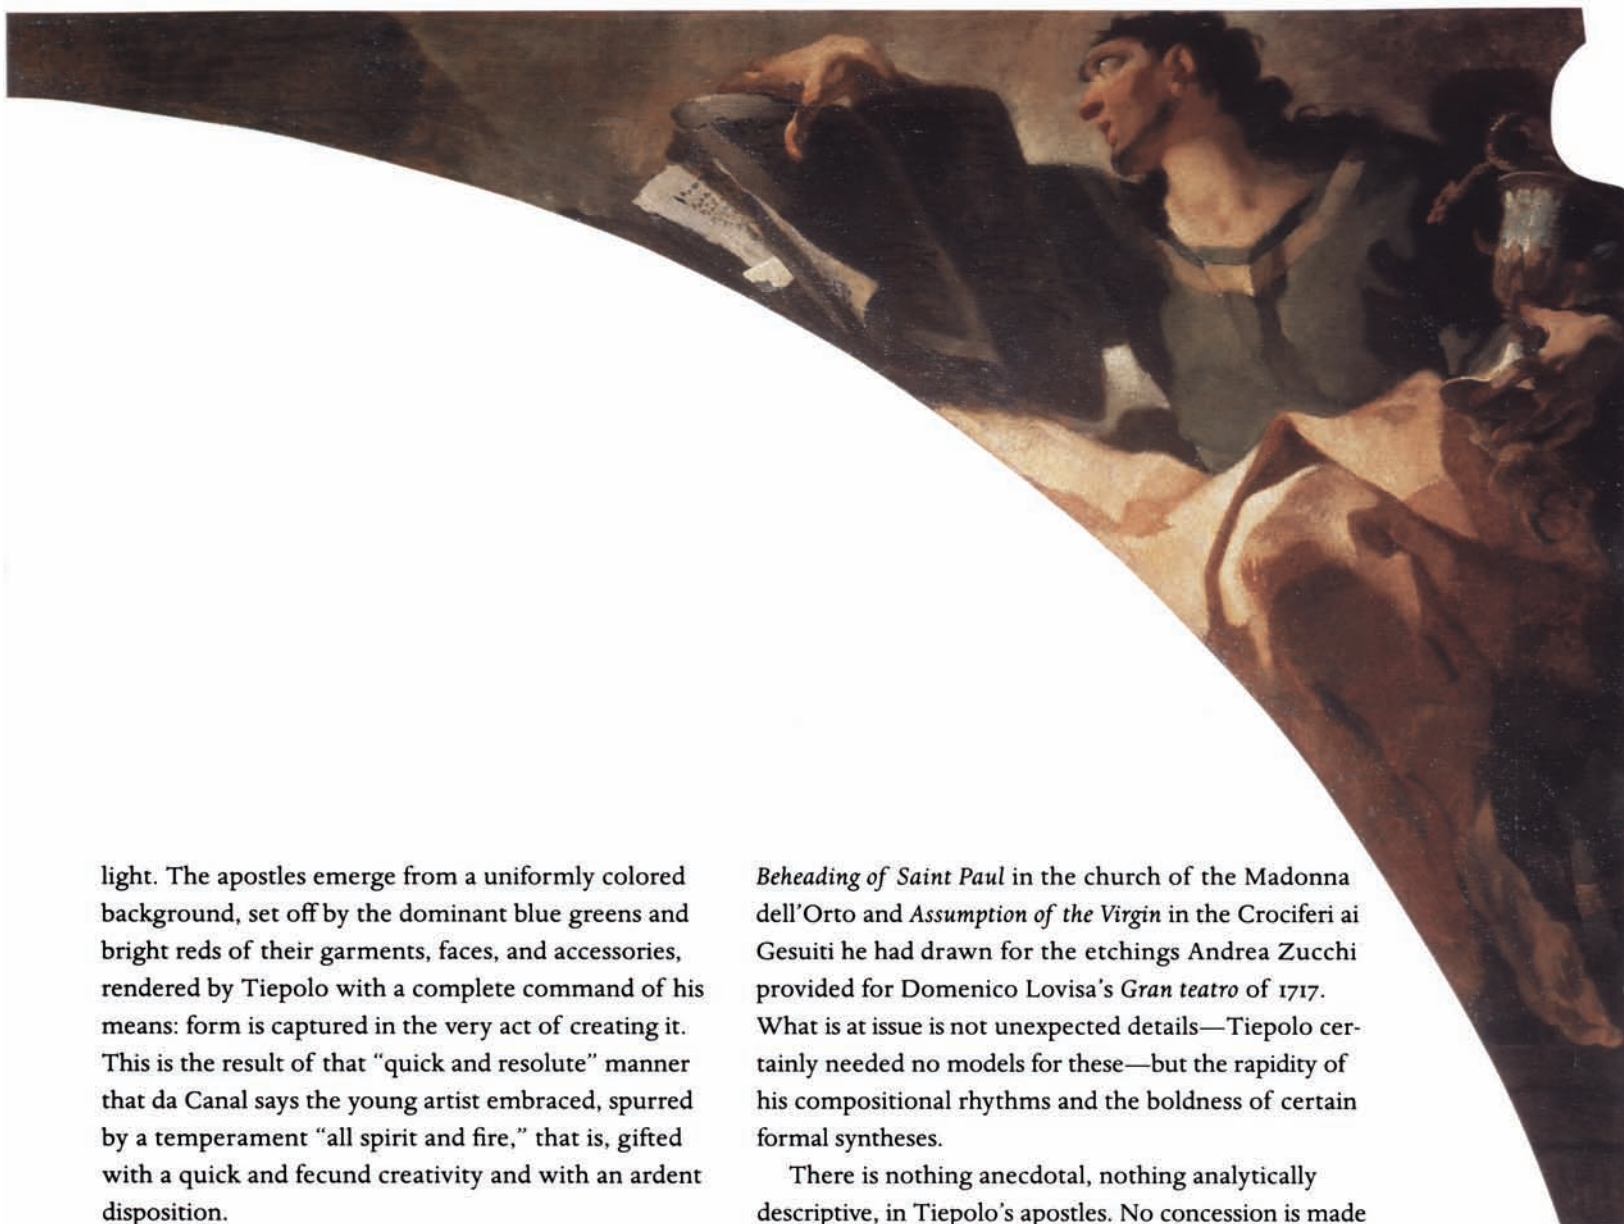 light. The apostles emerge from a uniformly colored
background, set off by the dominant blue greens and
bright reds of their garments, faces, and accessories,
rendered by Tiepolo with a complete command of his
means: form is captured in the very act of creating it.
This is the result of that “quick and resolute” manner
that da Canal says the young artist embraced, spurred
by a temperament “all spirit and fire,” that is, gifted
with a quick and fecund creativity and with an ardent
disposition.
Beheading of Saint Paul in the church of the Madonna
dell’Orto and Assumption of the Virgin in the Crociferi ai
Gesuiti he had drawn for the etchings Andrea Zucchi
provided for Domenico Lovisa’s Gran teatro of 1717.
What is at issue is not unexpected details—Tiepolo cer-
tainly needed no models for these—but the rapidity of
his compositional rhythms and the boldness of certain
formal syntheses.
There is nothing anecdotal, nothing analytically
descriptive, in Tiepolo’s apostles. No concession is made